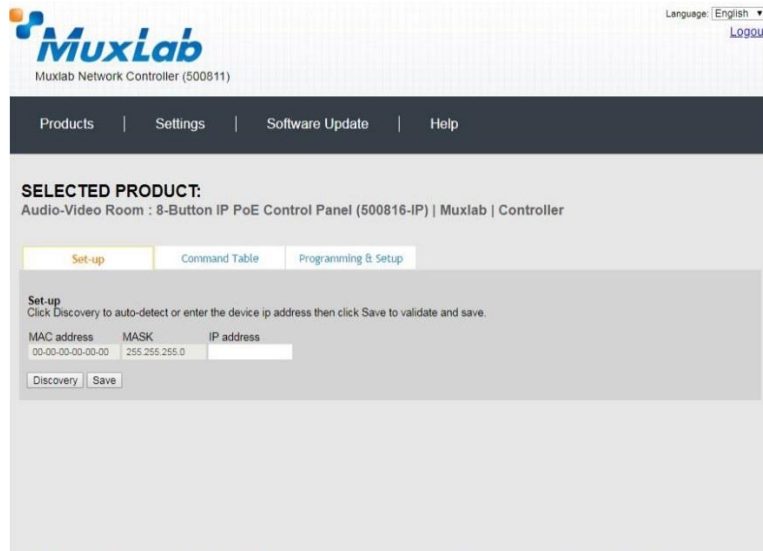 Language: English
Logou
MuxLab
Muxlab Network Controller (500811)
Products | Settings | Software Update | Help
SELECTED PRODUCT:
Audio-Video Room : 8-Button IP PoE Control Panel (500816-IP) | Muxlab | Controller
Set-up Command Table Programming & Setup
Set-up
Click Discovery to auto-detect or enter the device ip address then click Save to validate and save.
MAC address MASK IP address
00-00-00-00-00-00 255.255.255.0
Discovery Save